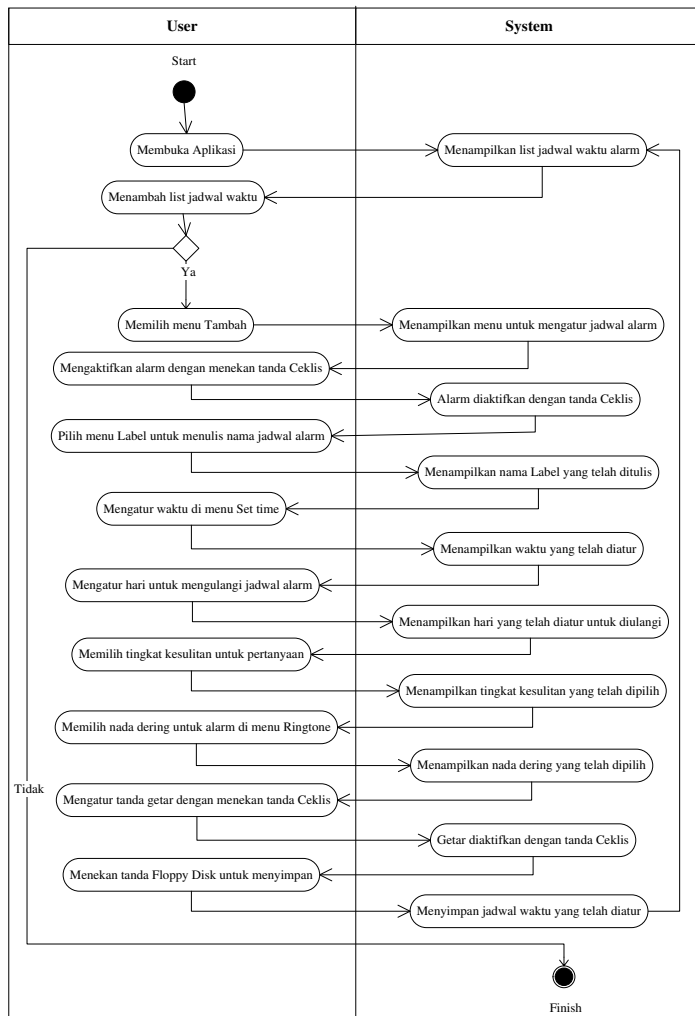 User
System
Start
Membuka Aplikasi
Menampilkan list jadwal waktu alarm
Menambah list jadwal waktu
Ya
Memilih menu Tambah
Menampilkan menu untuk mengatur jadwal alarm
Mengaktifkan alarm dengan menekan tanda Ceklis
Alarm diaktifkan dengan tanda Ceklis
Pilih menu Label untuk menulis nama jadwal alarm
Menampilkan nama Label yang telah ditulis
Mengatur waktu di menu Set time
Menampilkan waktu yang telah diatur
Mengatur hari untuk mengulangi jadwal alarm
Menampilkan hari yang telah diatur untuk diulangi
Memilih tingkat kesulitan untuk pertanyaan
Menampilkan tingkat kesulitan yang telah dipilih
Memilih nada dering untuk alarm di menu Ringtone
Menampilkan nada dering yang telah dipilih
Tidak
Mengatur tanda getar dengan menekan tanda Ceklis
Getar diaktifkan dengan tanda Ceklis
Menekan tanda Floppy Disk untuk menyimpan
Menyimpan jadwal waktu yang telah diatur
Finish